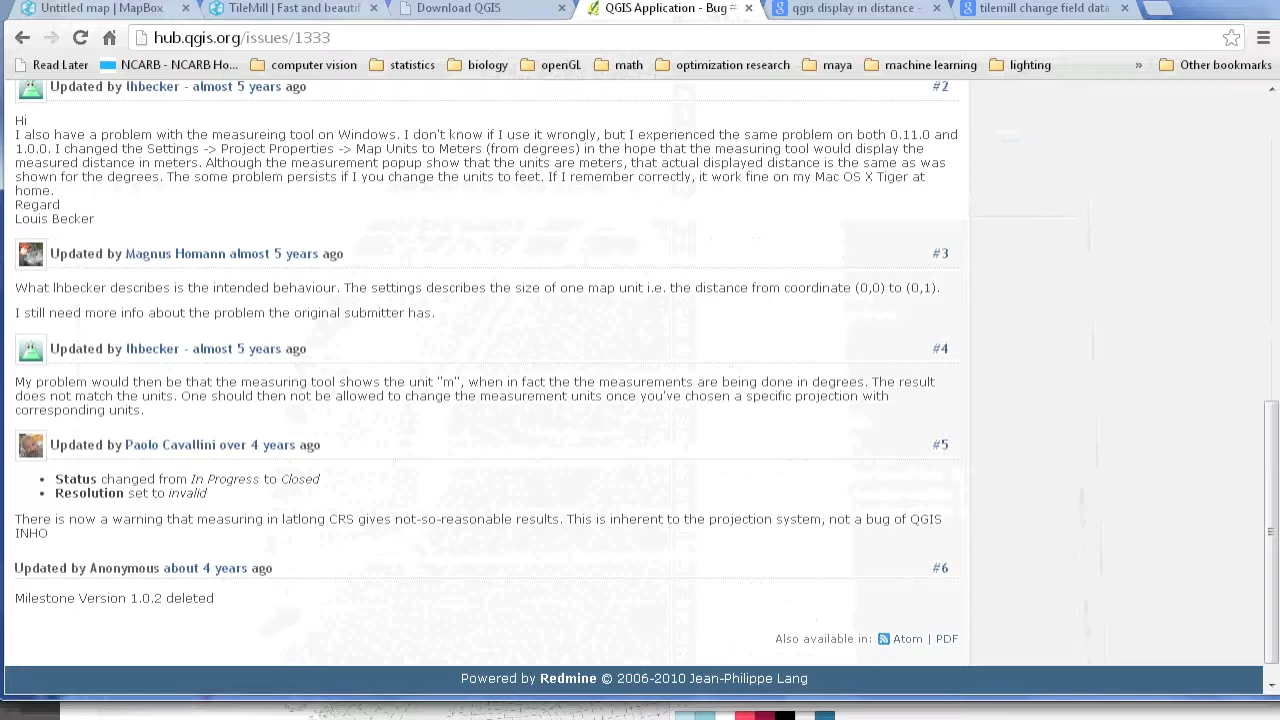 Untitled map | MapBox
TileMill | Fast and beautif
Download QGIS
QGIS Application - Bug #
qgis display in distance -
tilemill change field data
hub.qgis.org/issues/1333
Read Later
NCARB - NCARB Ho...
computer vision
statistics
biology
openGL
math
optimization research
maya
machine learning
lighting
»
Other bookmarks
Updated by lhbecker - almost 5 years ago
#2
Hi
I also have a problem with the measureing tool on Windows. I don't know if I use it wrongly, but I experienced the same problem on both 0.11.0 and
1.0.0. I changed the Settings -> Project Properties -> Map Units to Meters (from degrees) in the hope that the measuring tool would display the
measured distance in meters. Although the measurement popup show that the units are meters, that actual displayed distance is the same as was
shown for the degrees. The some problem persists if I you change the units to feet. If I remember correctly, it work fine on my Mac OS X Tiger at
home.
Regard
Louis Becker
Updated by Magnus Homann almost 5 years ago
#3
What lhbecker describes is the intended behaviour. The settings describes the size of one map unit i.e. the distance from coordinate (0,0) to (0,1).
I still need more info about the problem the original submitter has.
Updated by lhbecker - almost 5 years ago
#4
My problem would then be that the measuring tool shows the unit "m", when in fact the the measurements are being done in degrees. The result
does not match the units. One should then not be allowed to change the measurement units once you've chosen a specific projection with
corresponding units.
Updated by Paolo Cavallini over 4 years ago
#5
• Status changed from In Progress to Closed
• Resolution set to invalid
There is now a warning that measuring in latlong CRS gives not-so-reasonable results. This is inherent to the projection system, not a bug of QGIS
INHO
Updated by Anonymous about 4 years ago
#6
Milestone Version 1.0.2 deleted
Also available in: Atom | PDF
Powered by Redmine © 2006-2010 Jean-Philippe Lang